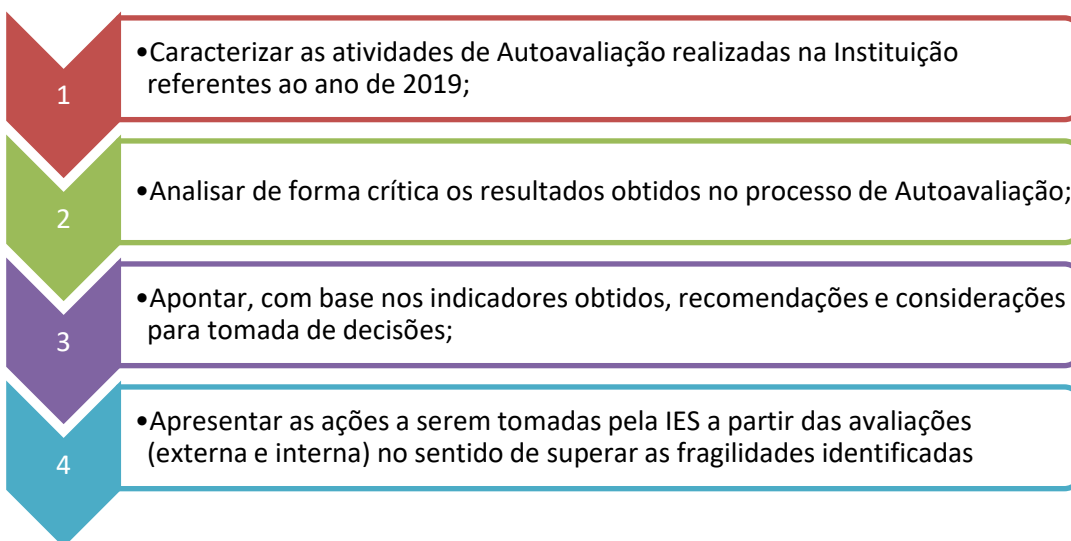 1
•Caracterizar as atividades de Autoavaliação realizadas na Instituição
referentes ao ano de 2019;
2
•Analisar de forma crítica os resultados obtidos no processo de Autoavaliação;
3
•Apontar, com base nos indicadores obtidos, recomendações e considerações
para tomada de decisões;
4
•Apresentar as ações a serem tomadas pela IES a partir das avaliações
(externa e interna) no sentido de superar as fragilidades identificadas